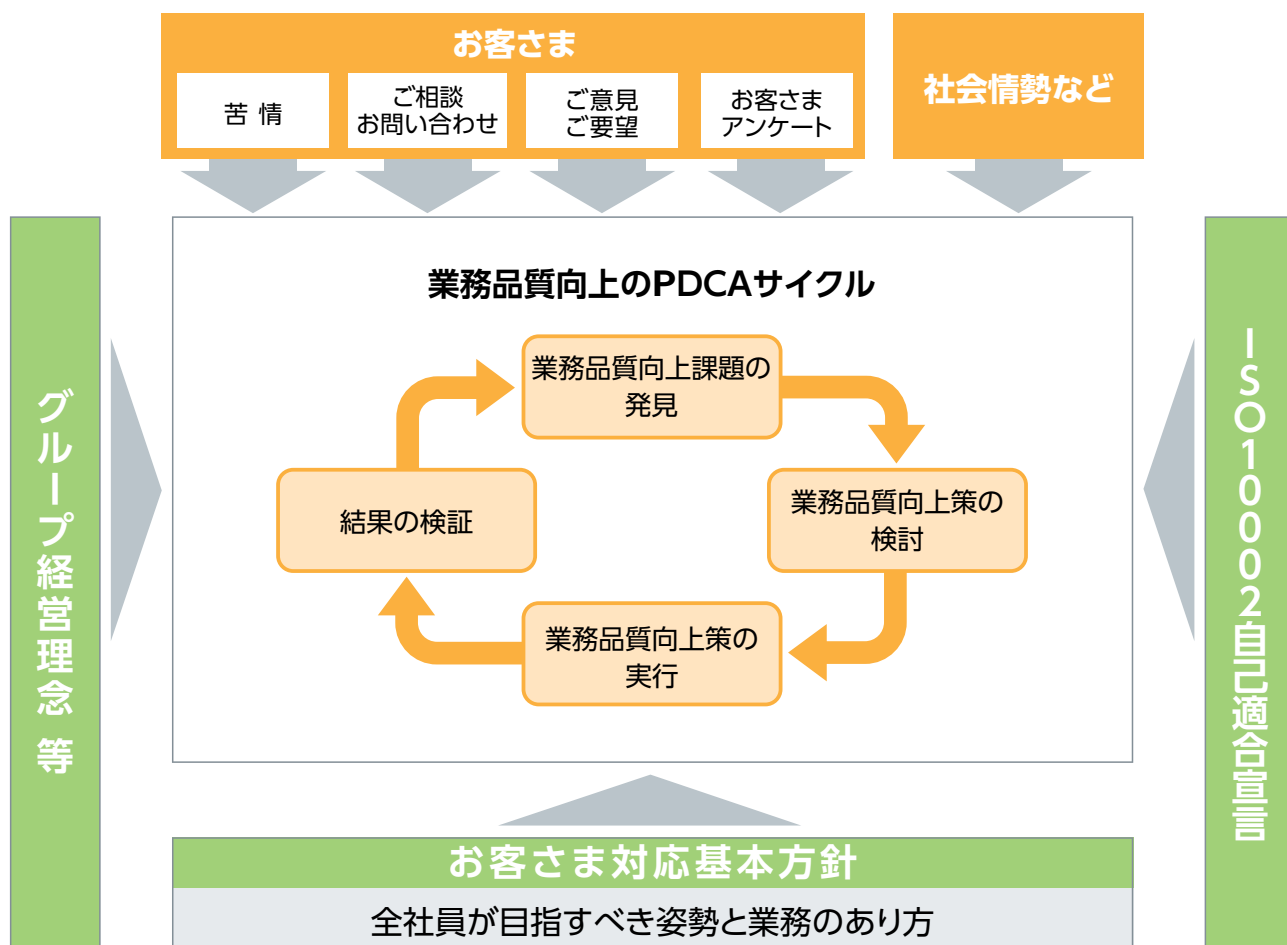 お客さま
苦情
ご相談
お問い合わせ
ご意見
ご要望
お客さま
アンケート
社会情勢など
グループ経営理念 等
業務品質向上のPDCAサイクル
業務品質向上課題の
発見
業務品質向上策の
検討
業務品質向上策の
実行
結果の検証
ISO10002自己適合宣言
お客さま対応基本方針
全社員が目指すべき姿勢と業務のあり方